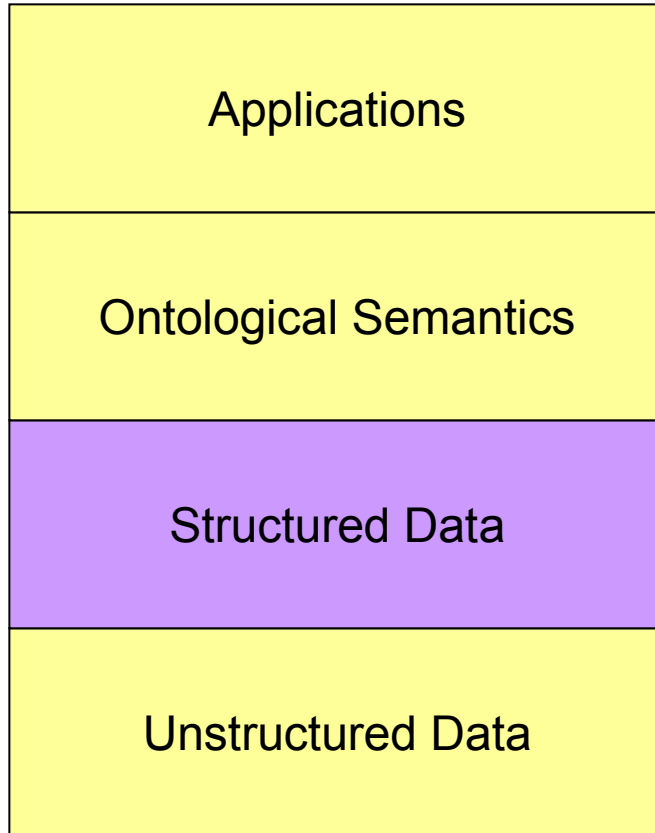 Applications
Ontological Semantics
Structured Data
Unstructured Data